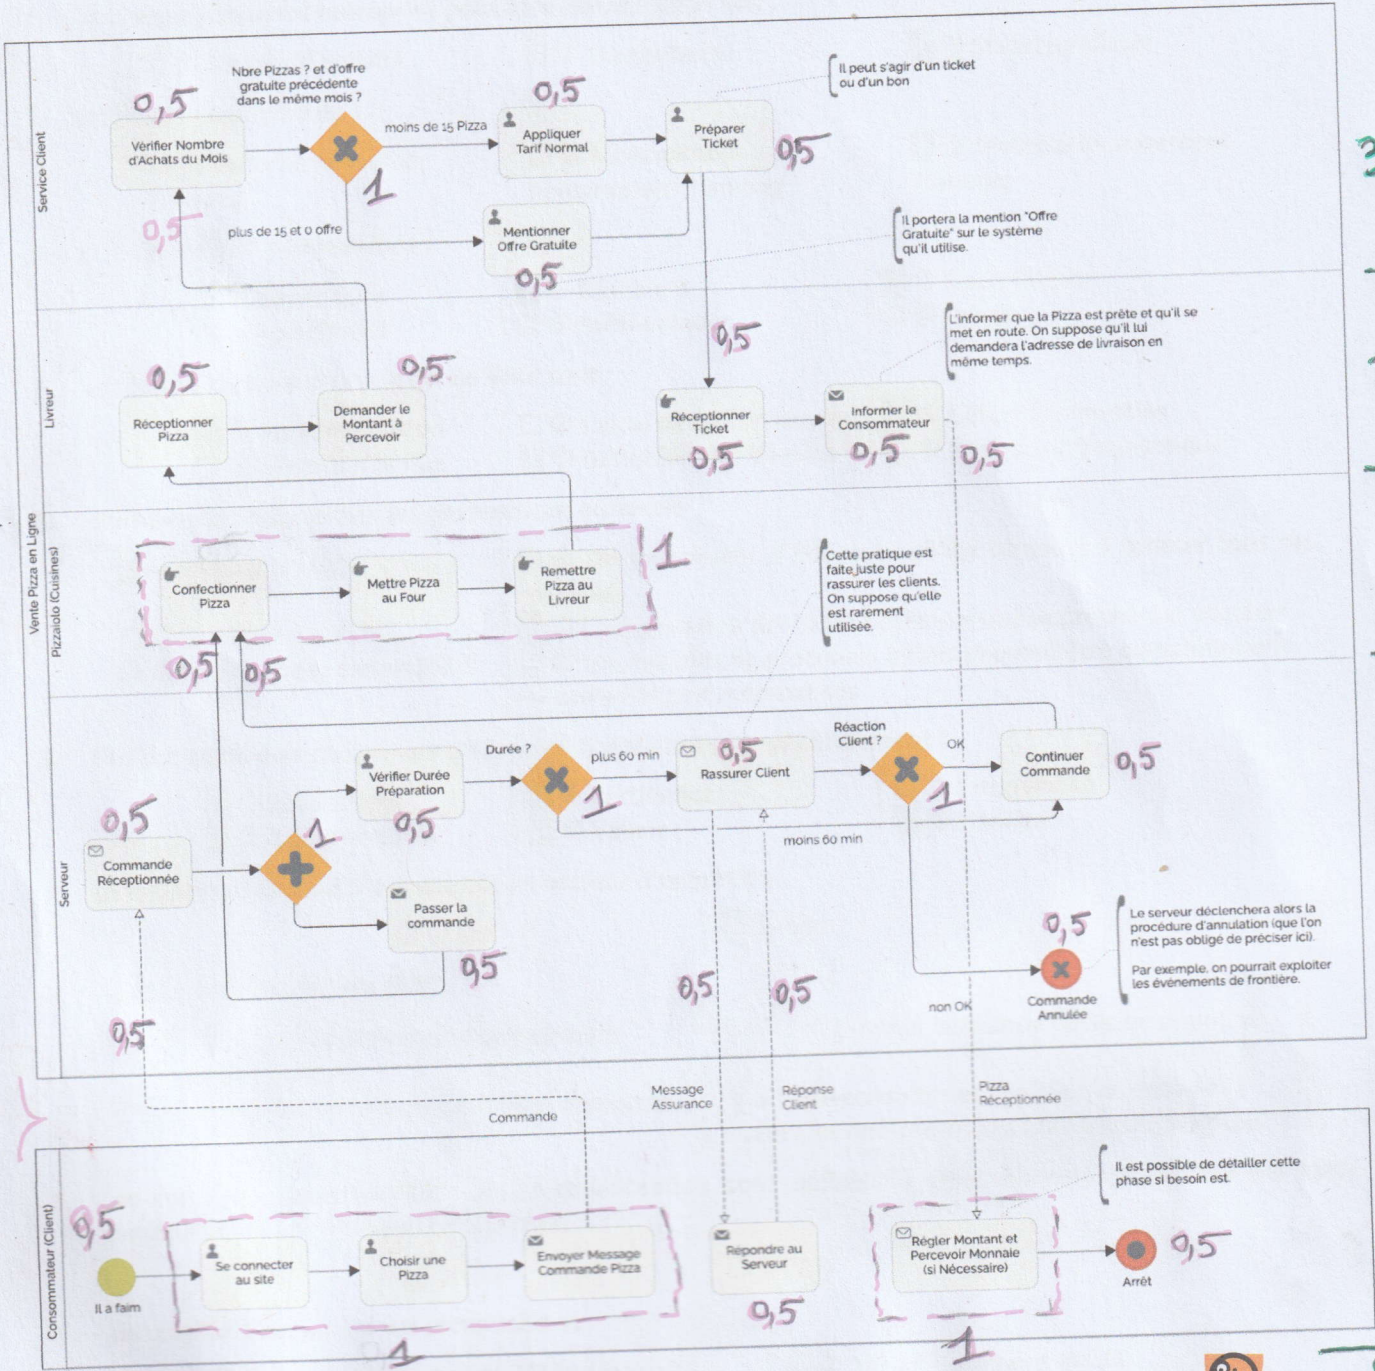 Vente Pizza en Ligne
Service Client
0,5
Vérifier Nombre
d'Achats du Mois
0,5
Nbre Pizzas ? et d'offre
gratuite précédente
dans le même mois ?
1
moins de 15 Pizza
plus de 15 et 0 offre
0,5
Appliquer
Tarif Normal
Mentionner
Offre Gratuite
0,5
Préparer
Ticket
0,5
Il peut s'agir d'un ticket
ou d'un bon
Il portera la mention "Offre
Gratuite" sur le système
qu'il utilise.
Livreur
0,5
Réceptionner
Pizza
0,5
Demander le
Montant à
Percevoir
0,5
Réceptionner
Ticket
0,5
Informer le
Consommateur
0,5
0,5
L'informer que la Pizza est prète et qu'il se
met en route. On suppose qu'il lui
demandera l'adresse de livraison en
même temps.
Pizzaiolo (Cuisines)
Confectionner
Pizza
Mettre Pizza
au Four
Remettre
Pizza au
Livreur
1
0,5
0,5
Cette pratique est
faite juste pour
rassurer les clients.
On suppose qu'elle
est rarement
utilisée.
Serveur
0,5
Commande
Réceptionnée
0,5
1
Vérifier Durée
Préparation
0,5
Passer la
commande
0,5
Durée ?
1
plus 60 min
moins 60 min
0,5
Rassurer Client
0,5
0,5
Réaction
Client ?
1
OK
non OK
Continuer
Commande
0,5
0,5
Commande
Annulée
Le serveur déclenchera alors la
procédure d'annulation (que l'on
n'est pas obligé de préciser ici).
Par exemple, on pourrait exploiter
les événements de frontière.
Commande
Message
Assurance
Réponse
Client
Pizza
Réceptionnée
Consommateur (Client)
0,5
Il a faim
Se connecter
au site
Choisir une
Pizza
Envoyer Message
Commande Pizza
1
Répondre au
Serveur
0,5
Régler Montant et
Percevoir Monnaie
(si Nécessaire)
1
Il est possible de détailler cette
phase si besoin est.
0,5
Arrêt